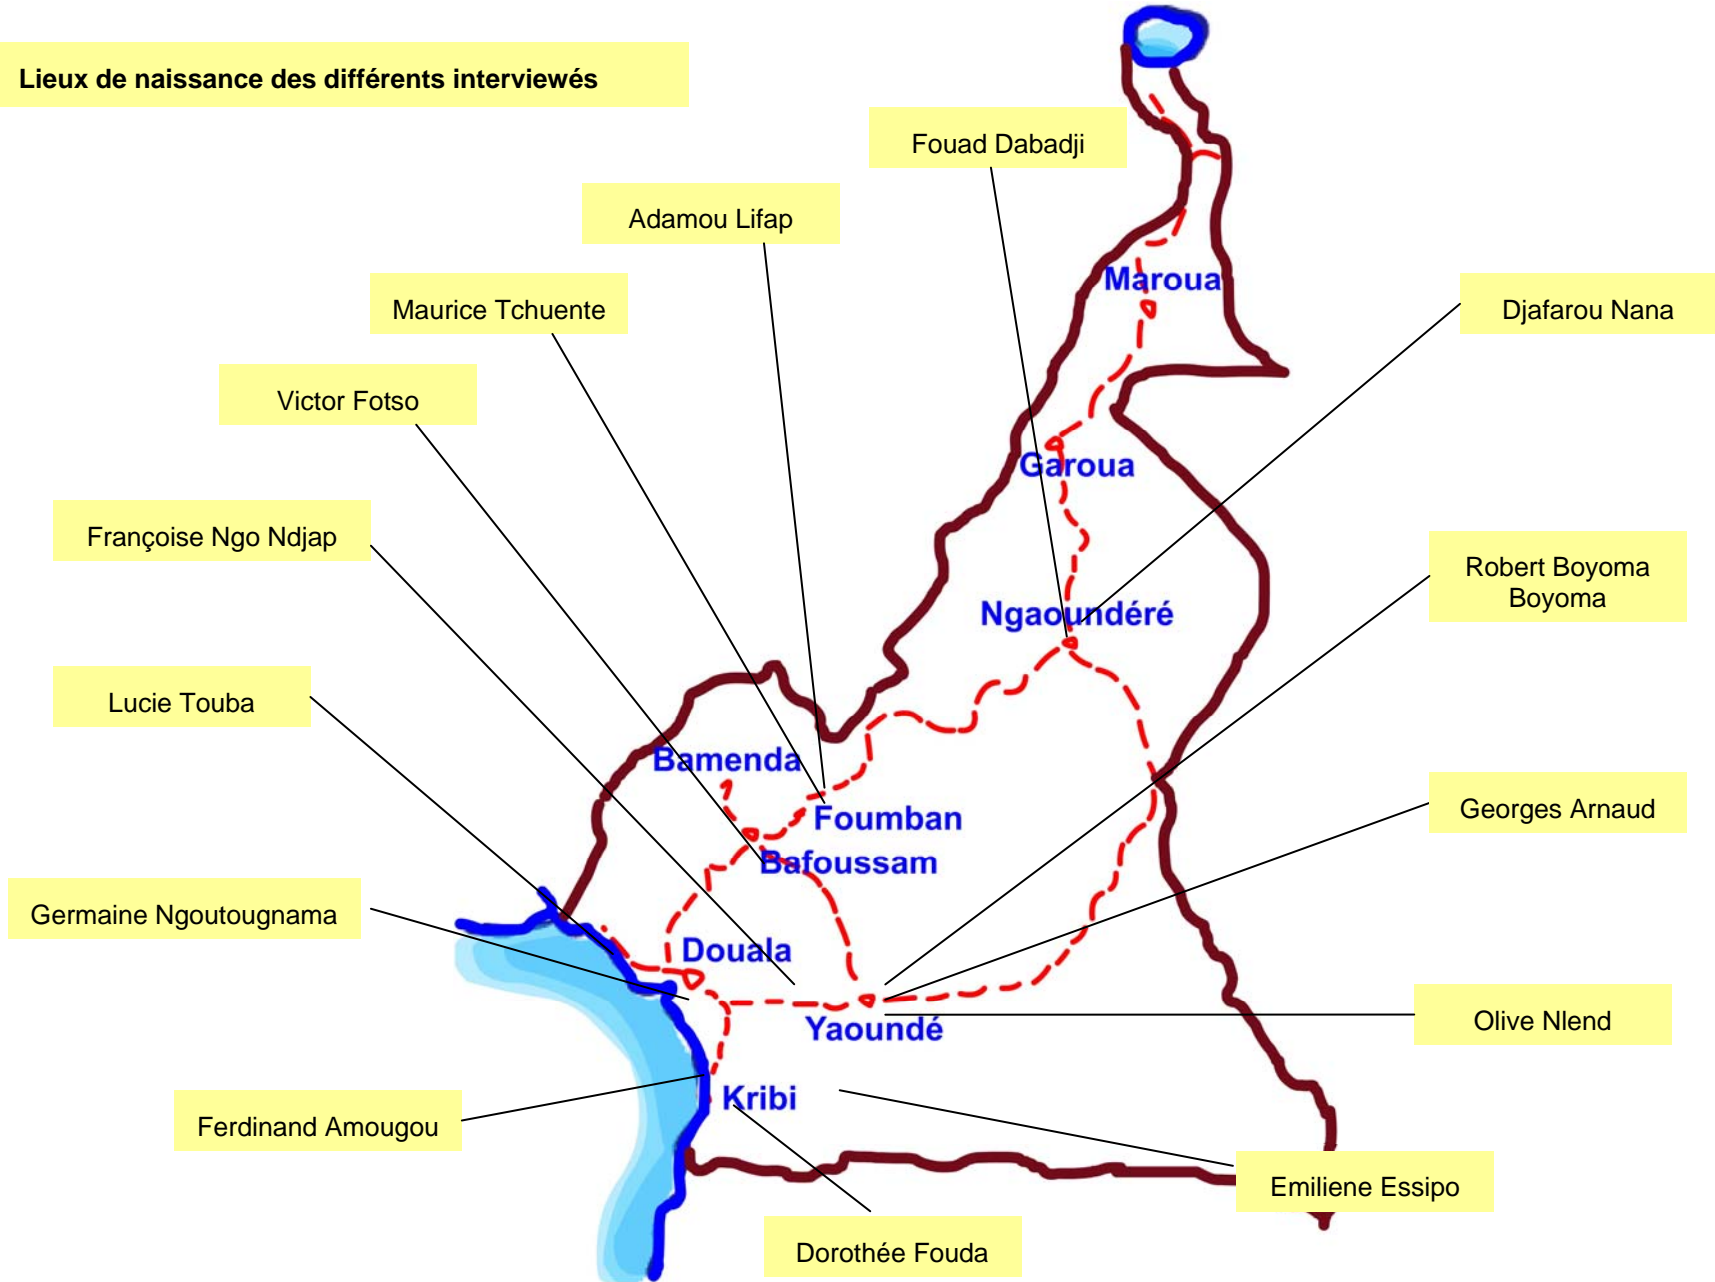 Lieux de naissance des différents interviewés
Fouad Dabadji
Adamou Lifap
Maroua
Maurice Tchuente
Djafarou Nana
Victor Fotso
Garoua
Françoise Ngo Ndjap
Robert Boyoma
Boyoma
Ngaoundéré
Lucie Touba
Bamenda
Georges Arnaud
Foumban
Bafoussam
Germaine Ngoutougnama
Douala
Olive Nlend
Yaoundé
Kribi
Ferdinand Amougou
Emiliene Essipo
Dorothée Fouda